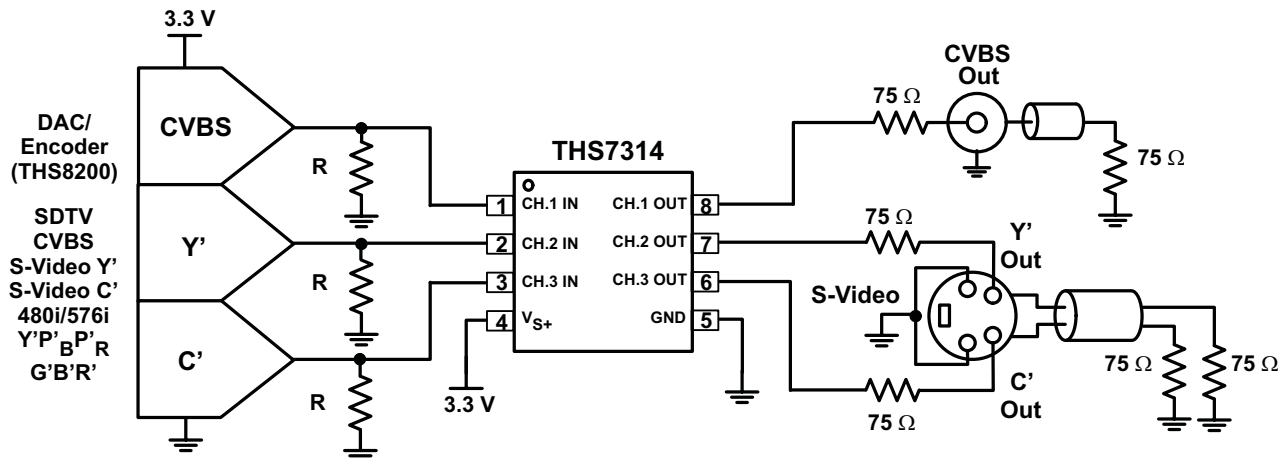 3.3 V
DAC/
Encoder
(THS8200)
SDTV
CVBS
S-Video Y'
S-Video C'
480i/576i
Y'P'BP'R
G'B'R'
CVBS
Y'
C'
R
R
R
3.3 V
THS7314
1 CH.1 IN CH.1 OUT 8
2 CH.2 IN CH.2 OUT 7
3 CH.3 IN CH.3 OUT 6
4 VS+ GND 5
CVBS
Out
75 Ω
75 Ω
75 Ω
Y'
Out
S-Video
75 Ω
C'
Out
75 Ω
75 Ω